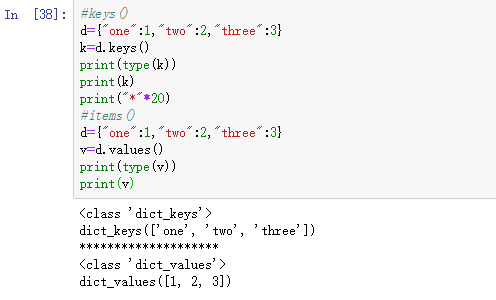 In [38]:
#keys()
d={"one":1,"two":2,"three":3}
k=d.keys()
print(type(k))
print(k)
print("*"*20)
#items()
d={"one":1,"two":2,"three":3}
v=d.values()
print(type(v))
print(v)
<class 'dict_keys'>
dict_keys(['one', 'two', 'three'])
********************
<class 'dict_values'>
dict_values([1, 2, 3])